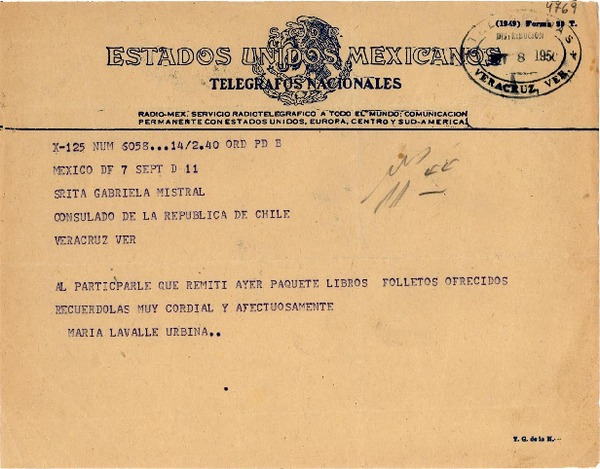 4769
(1949) Forma 19 T.
ESTADOS UNIDOS MEXICANOS
TELEGRAFOS NACIONALES
DISTRIBUCION
8 1950
VERACRUZ, VER.
RADIO-MEX. SERVICIO RADIOTELEGRAFICO A TODO EL MUNDO; COMUNICACION
PERMANENTE CON ESTADOS UNIDOS, EUROPA, CENTRO Y SUD-AMERICA
X-125 NUM 6058...14/2.40 ORD PD B
MEXICO DF 7 SEPT D 11
SRITA GABRIELA MISTRAL
CONSULADO DE LA REPUBLICA DE CHILE
VERACRUZ VER
AL PARTICPARLE QUE REMITI AYER PAQUETE LIBROS FOLLETOS OFRECIDOS
RECUERDOLAS MUY CORDIAL Y AFECTUOSAMENTE
MARIA LAVALLE URBINA..
T. G. de la N.